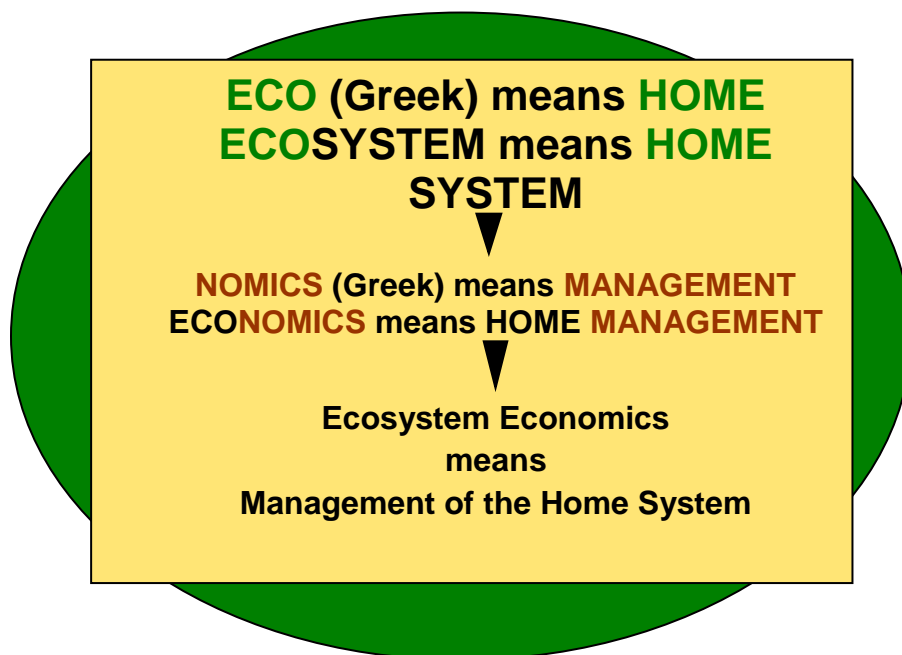 ECO (Greek) means HOME
ECOSYSTEM means HOME
SYSTEM
NOMICS (Greek) means MANAGEMENT
ECONOMICS means HOME MANAGEMENT
Ecosystem Economics
means
Management of the Home System